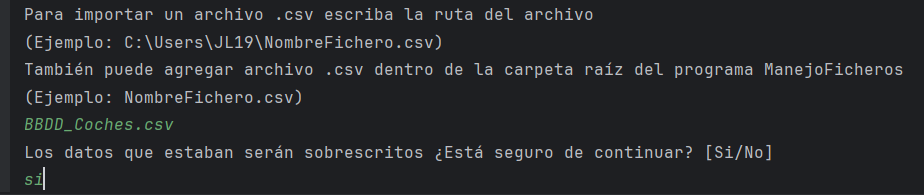 Para importar un archivo .csv escriba la ruta del archivo
(Ejemplo: C:\Users\JL19\NombreFichero.csv)
También puede agregar archivo .csv dentro de la carpeta raíz del programa ManejoFicheros
(Ejemplo: NombreFichero.csv)
BBDD_Coches.csv
Los datos que estaban serán sobrescritos ¿Está seguro de continuar? [Si/No]
si